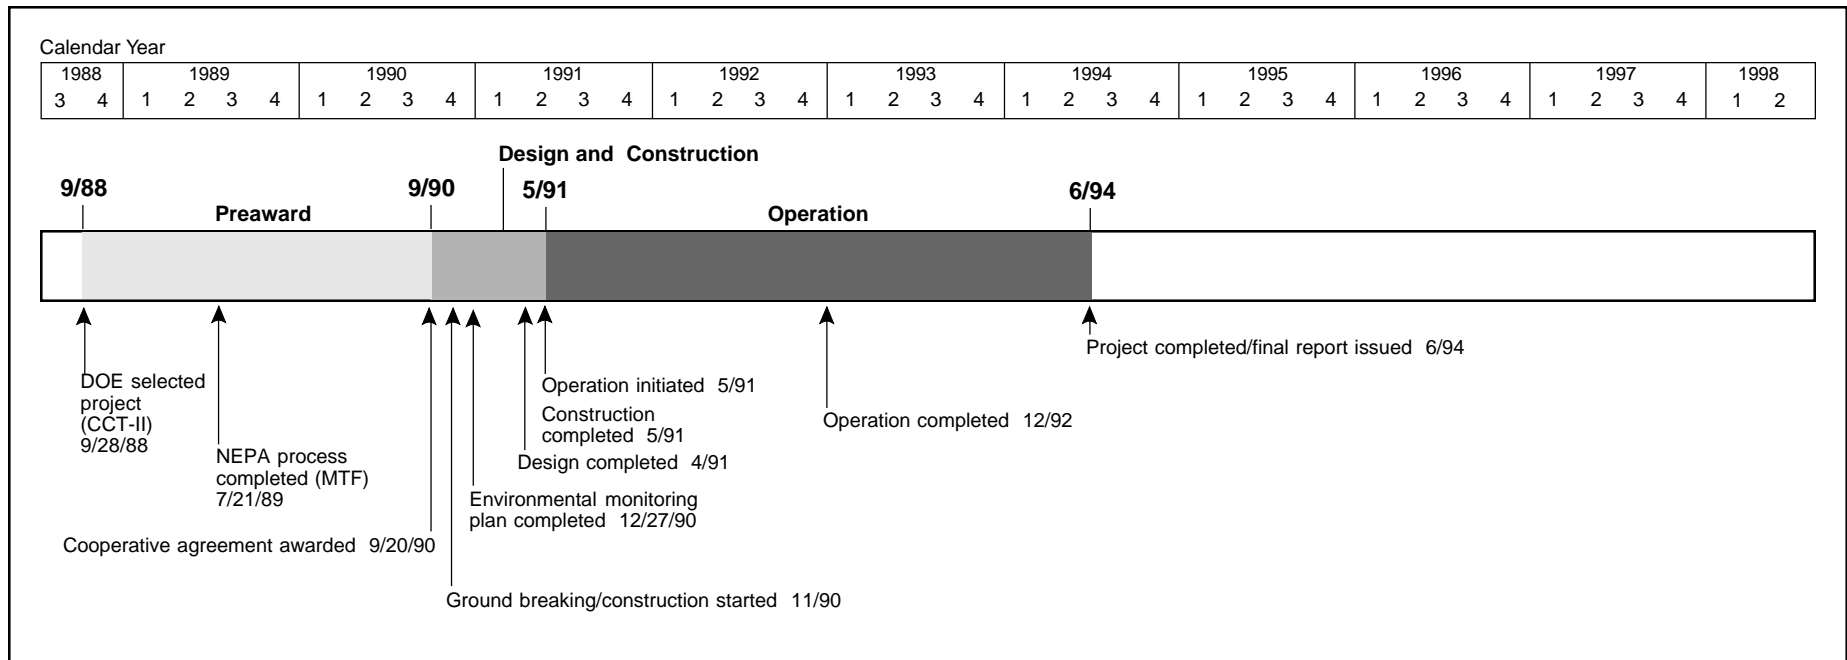 Calendar Year
1988 1989 1990 1991 1992 1993 1994 1995 1996 1997 1998
3 4 1 2 3 4 1 2 3 4 1 2 3 4 1 2 3 4 1 2 3 4 1 2 3 4 1 2 3 4 1 2 3 4 1 2 3 4 1 2
Design and Construction
9/88 9/90 5/91 6/94
Preaward Operation
Project completed/final report issued 6/94
DOE selected
project
(CCT-II)
9/28/88
Operation initiated 5/91
Construction
completed 5/91
Operation completed 12/92
NEPA process
completed (MTF)
7/21/89
Design completed 4/91
Environmental monitoring
plan completed 12/27/90
Cooperative agreement awarded 9/20/90
Ground breaking/construction started 11/90